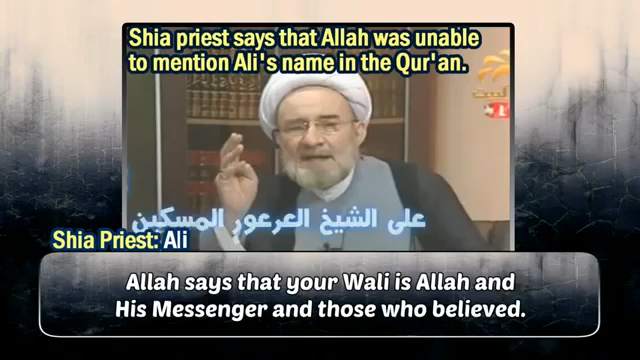 Shia priest says that Allah was unable
to mention Ali's name in the Qur'an.
على الشيخ العرعور المسكين
Shia Priest: Ali
Allah says that your Wali is Allah and
His Messenger and those who believed.